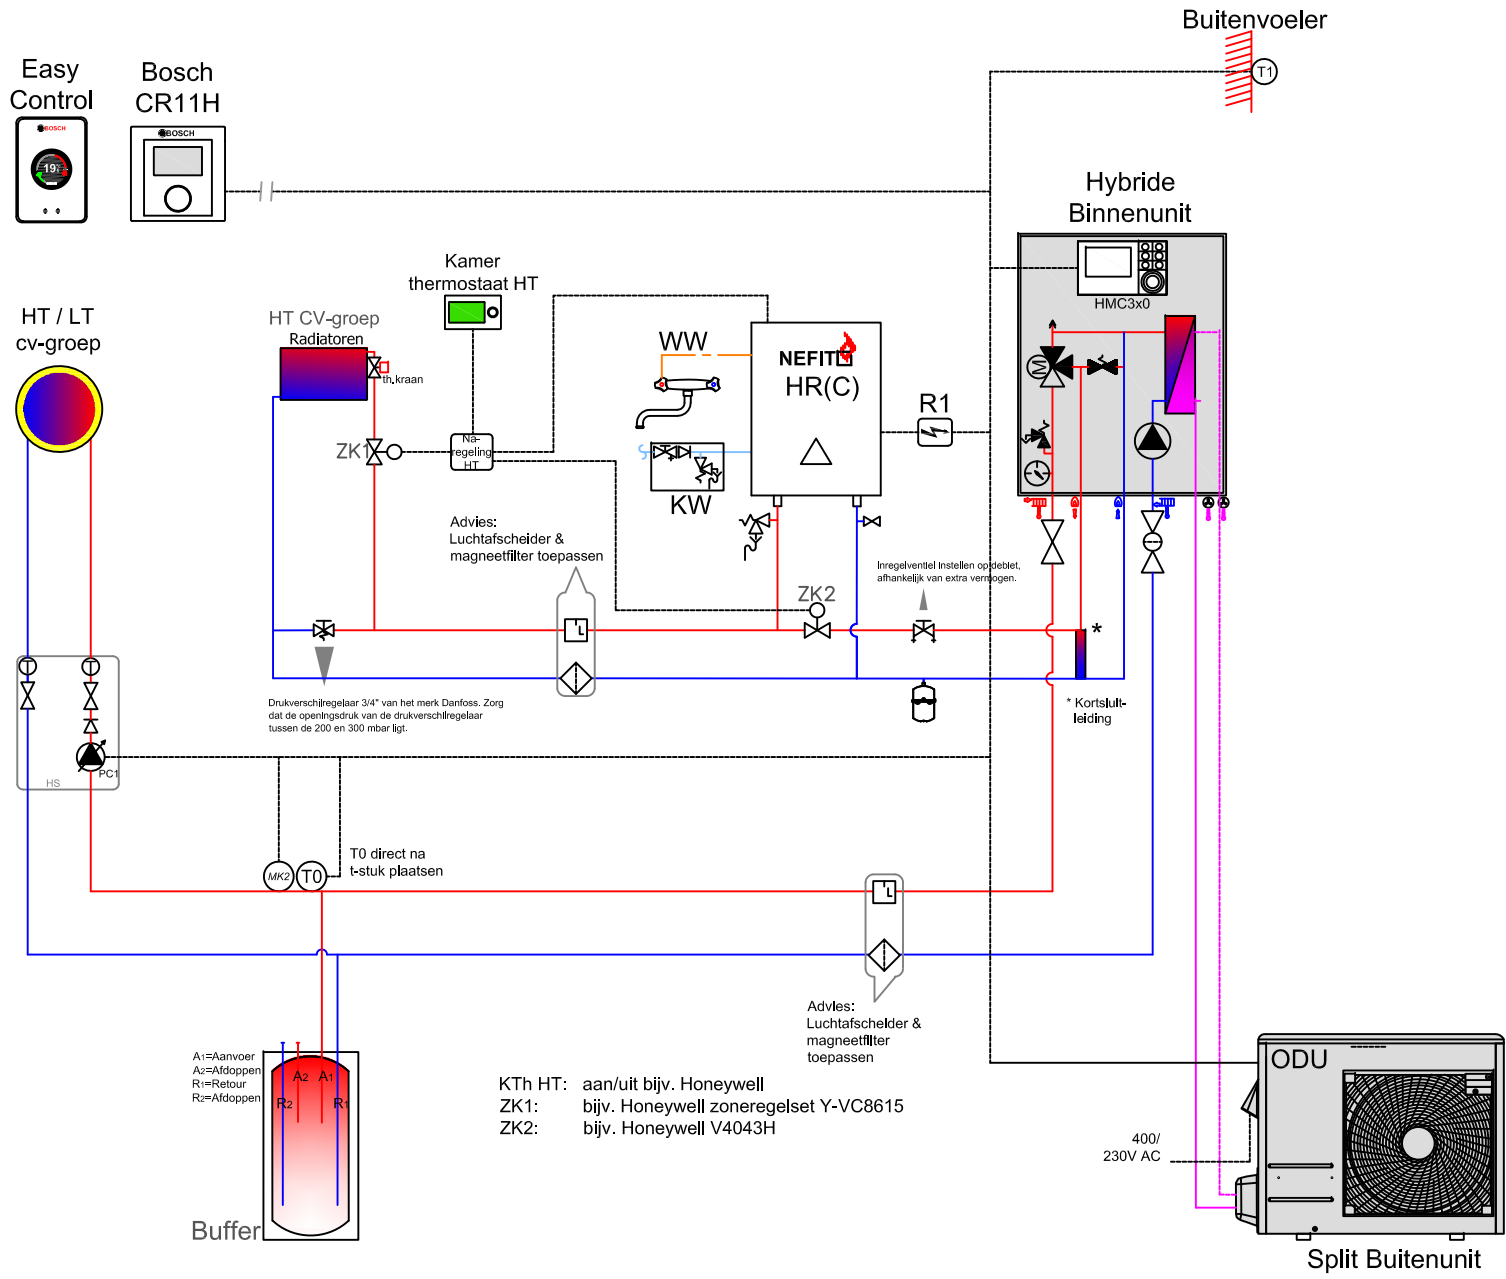 Buitenvoeler
T1
Easy
Control
BOSCH
19
Bosch
CR11H
BOSCH
Hybride
Binnenunit
HMC3x0
M
Kamer
thermostaat HT
HT / LT
cv-groep
HT CV-groep
Radiatoren
th.kraan
ZK1
Na-
regeling
HT
WW
KW
NEFIT
HR(C)
R1
Advies:
Luchtafscheider &
magneetfilter toepassen
ZK2
Inregelventiel instellen op debiet,
afhankelijk van extra vermogen.
L
*
* Kortsluit-
leiding
Drukverschilregelaar 3/4" van het merk Danfoss. Zorg
dat de openingsdruk van de drukverschilregelaar
tussen de 200 en 300 mbar ligt.
T
T
PC1
HS
MK2
T0
T0 direct na
t-stuk plaatsen
L
Advies:
Luchtafscheider &
magneetfilter
toepassen
A1=Aanvoer
A2=Afdoppen
R1=Retour
R2=Afdoppen
A2
A1
R2
R1
Buffer
KTh HT: aan/uit bijv. Honeywell
ZK1: bijv. Honeywell zoneregelset Y-VC8615
ZK2: bijv. Honeywell V4043H
ODU
400/
230V AC
Split Buitenunit